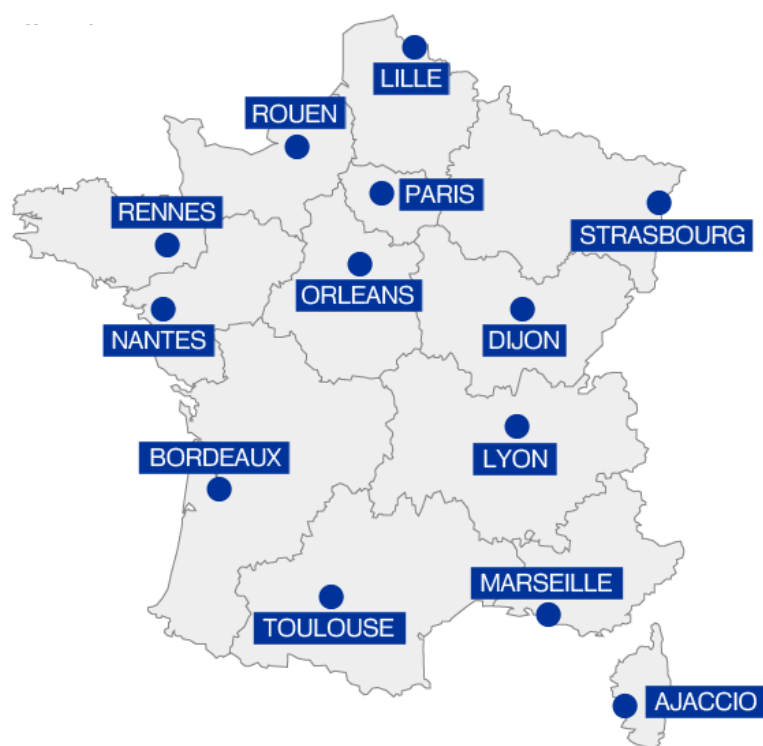 LILLE
ROUEN
PARIS
RENNES
STRASBOURG
ORLEANS
NANTES
DIJON
BORDEAUX
LYON
MARSEILLE
TOULOUSE
AJACCIO